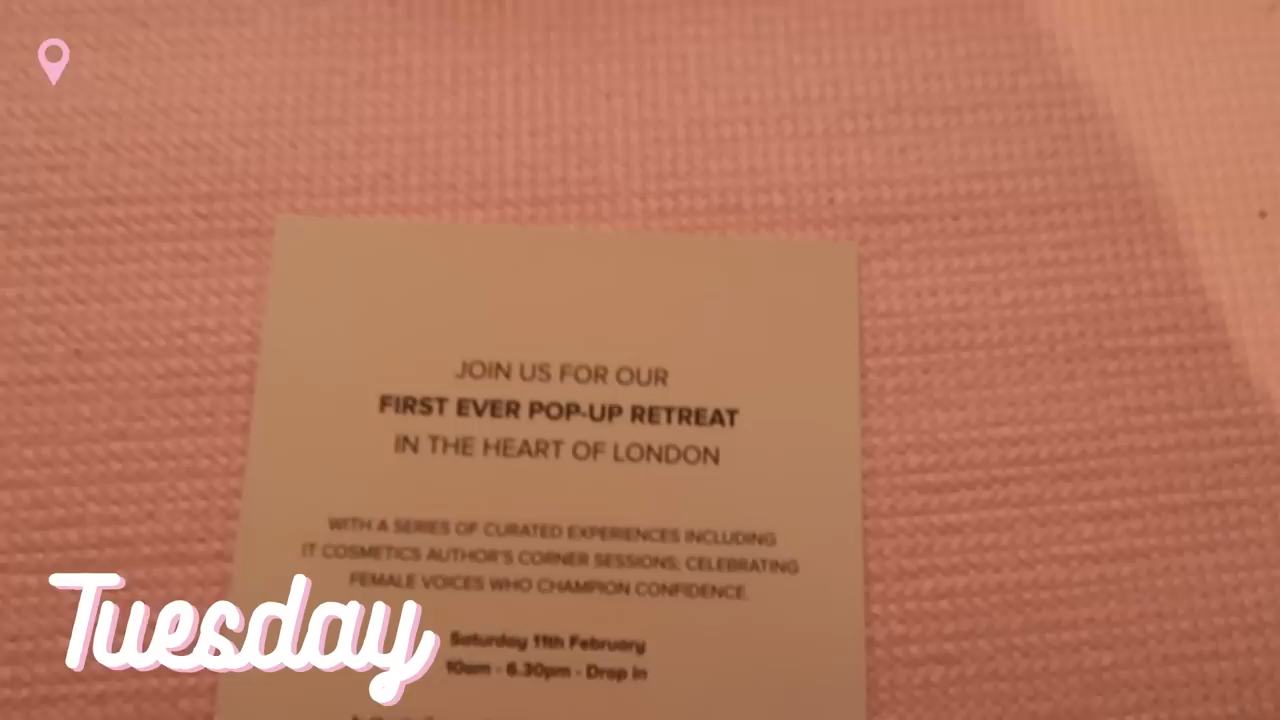 JOIN US FOR OUR
FIRST EVER POP-UP RETREAT
IN THE HEART OF LONDON
WITH A SERIES OF CURATED EXPERIENCES INCLUDING
IT COSMETICS AUTHOR'S CORNER SESSIONS; CELEBRATING
FEMALE VOICES WHO CHAMPION CONFIDENCE.
Saturday 11th February
10am - 6.30pm - Drop in
Tuesday